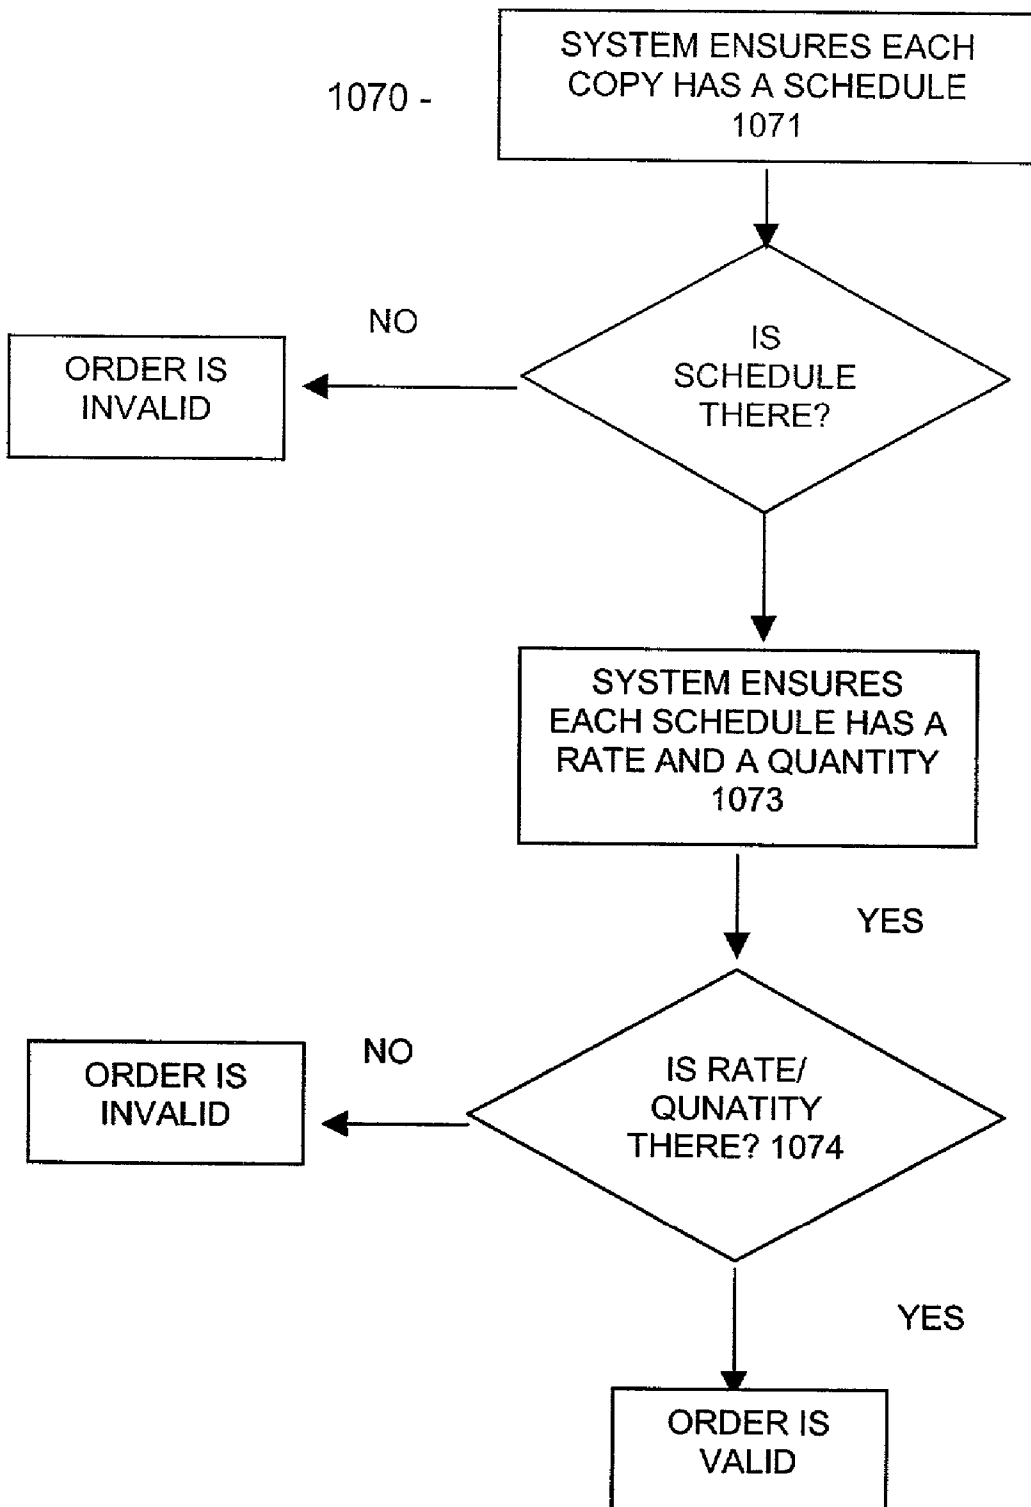 SYSTEM ENSURES EACH
COPY HAS A SCHEDULE
1071
1070 -
NO
IS
SCHEDULE
THERE?
ORDER IS
INVALID
SYSTEM ENSURES
EACH SCHEDULE HAS A
RATE AND A QUANTITY
1073
YES
NO
IS RATE/
QUNATITY
THERE? 1074
ORDER IS
INVALID
YES
ORDER IS
VALID